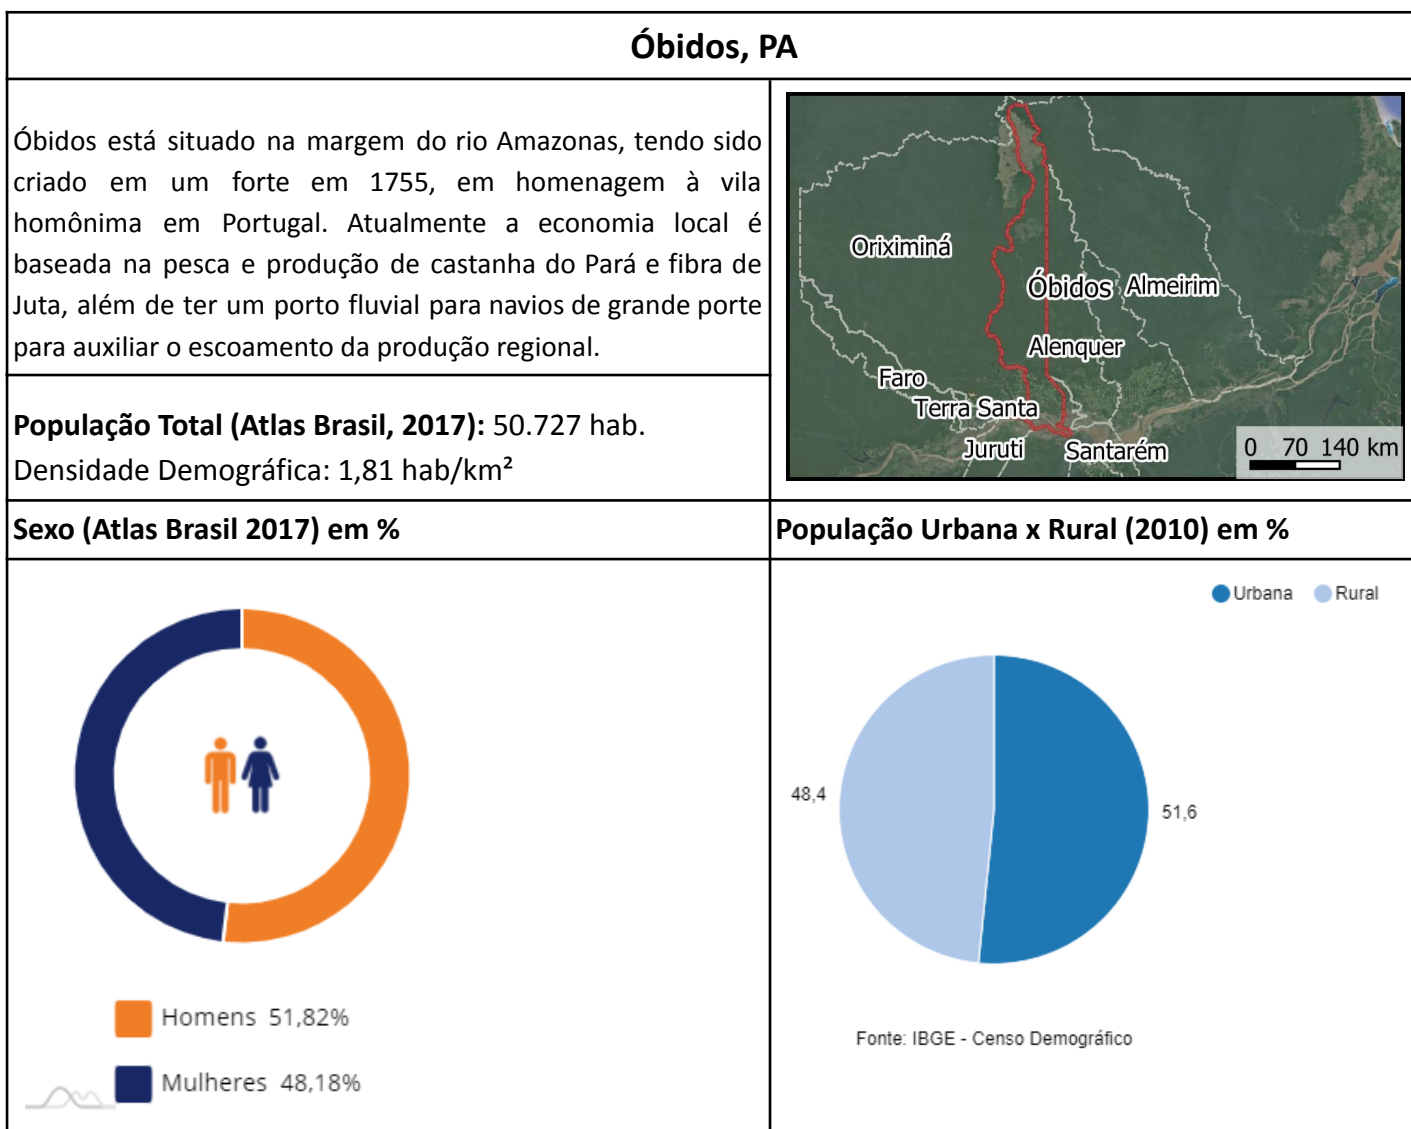 Óbidos, PA
Óbidos está situado na margem do rio Amazonas, tendo sido
criado em um forte em 1755, em homenagem à vila
homônima em Portugal. Atualmente a economia local é
baseada na pesca e produção de castanha do Pará e fibra de
Juta, além de ter um porto fluvial para navios de grande porte
para auxiliar o escoamento da produção regional.
Oriximiná
Óbidos
Almeirim
Alenquer
Faro
Terra Santa
Juruti
Santarém
0 70 140 km
População Total (Atlas Brasil, 2017): 50.727 hab.
Densidade Demográfica: 1,81 hab/km²
Sexo (Atlas Brasil 2017) em %
Homens 51,82%
Mulheres 48,18%
População Urbana x Rural (2010) em %
Urbana
Rural
48,4
51,6
Fonte: IBGE - Censo Demográfico